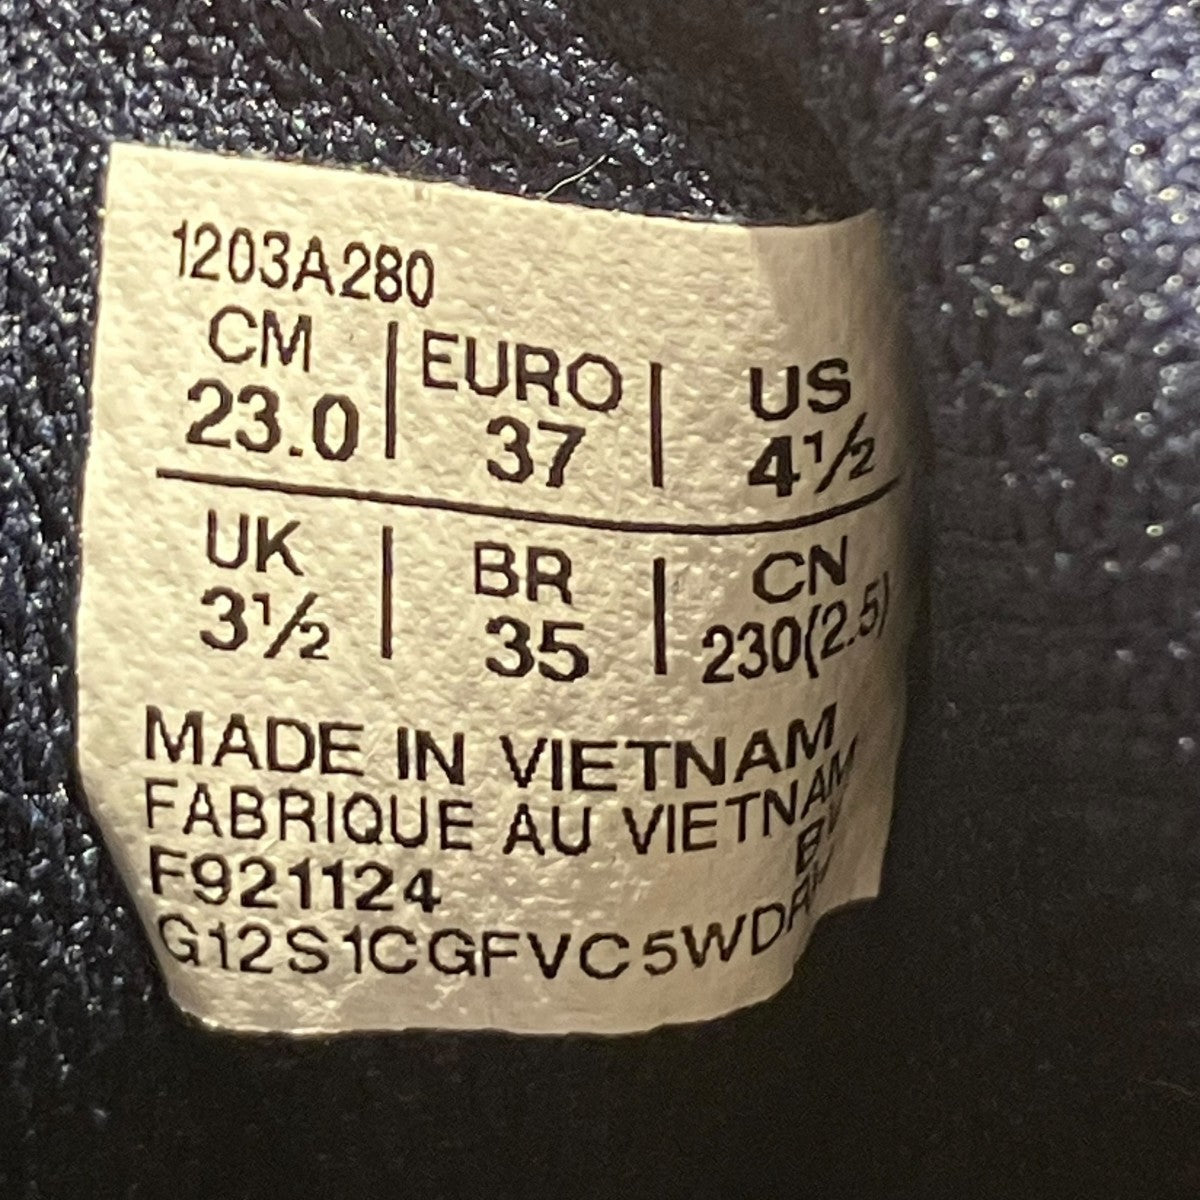 1203A280
CM | EURO | US
23.0 | 37 | 4½
UK | BR | CN
3½ | 35 | 230(2.5)
MADE IN VIETNAM
FABRIQUE AU VIETNAM
F921124